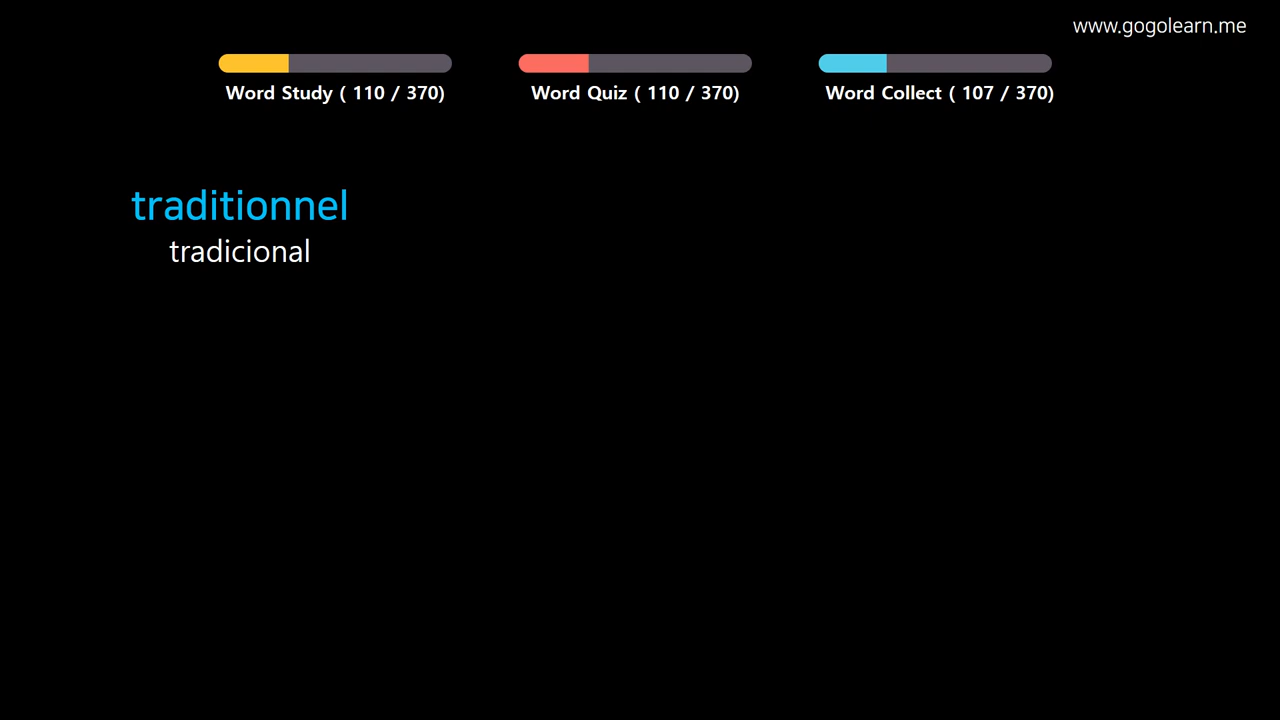 www.gogolearn.me
Word Study ( 110 / 370)
Word Quiz ( 110 / 370)
Word Collect ( 107 / 370)
traditionnel
tradicional